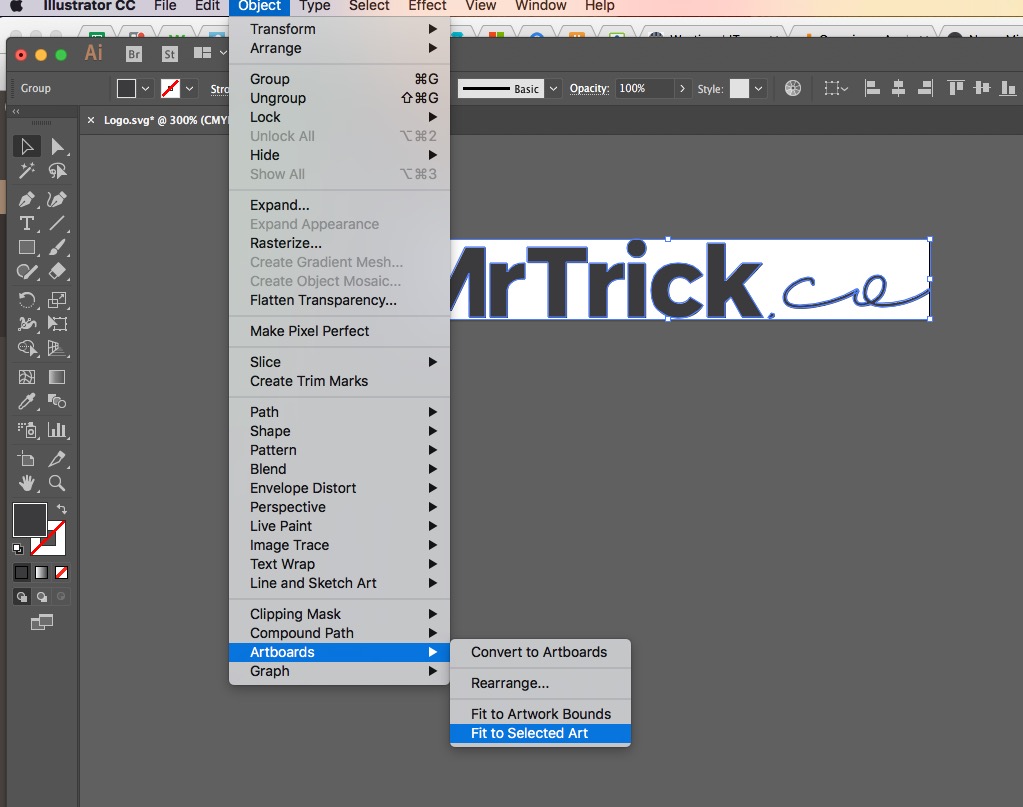 Illustrator CC File Edit Object Type Select Effect View Window Help
Ai Br St
Group Basic Opacity: 100% Style:
× Logo.svg* @ 300%
Transform
Arrange
Group ⌘G
Ungroup ⇧⌘G
Lock
Unlock All ⌥⌘2
Hide
Show All ⌥⌘3
Expand...
Expand Appearance
Rasterize...
Create Gradient Mesh...
Create Object Mosaic...
Flatten Transparency...
Make Pixel Perfect
Slice
Create Trim Marks
Path
Shape
Pattern
Blend
Envelope Distort
Perspective
Live Paint
Image Trace
Text Wrap
Line and Sketch Art
Clipping Mask
Compound Path
Artboards
Graph
Convert to Artboards
Rearrange...
Fit to Artwork Bounds
Fit to Selected Art
MrTrick.co